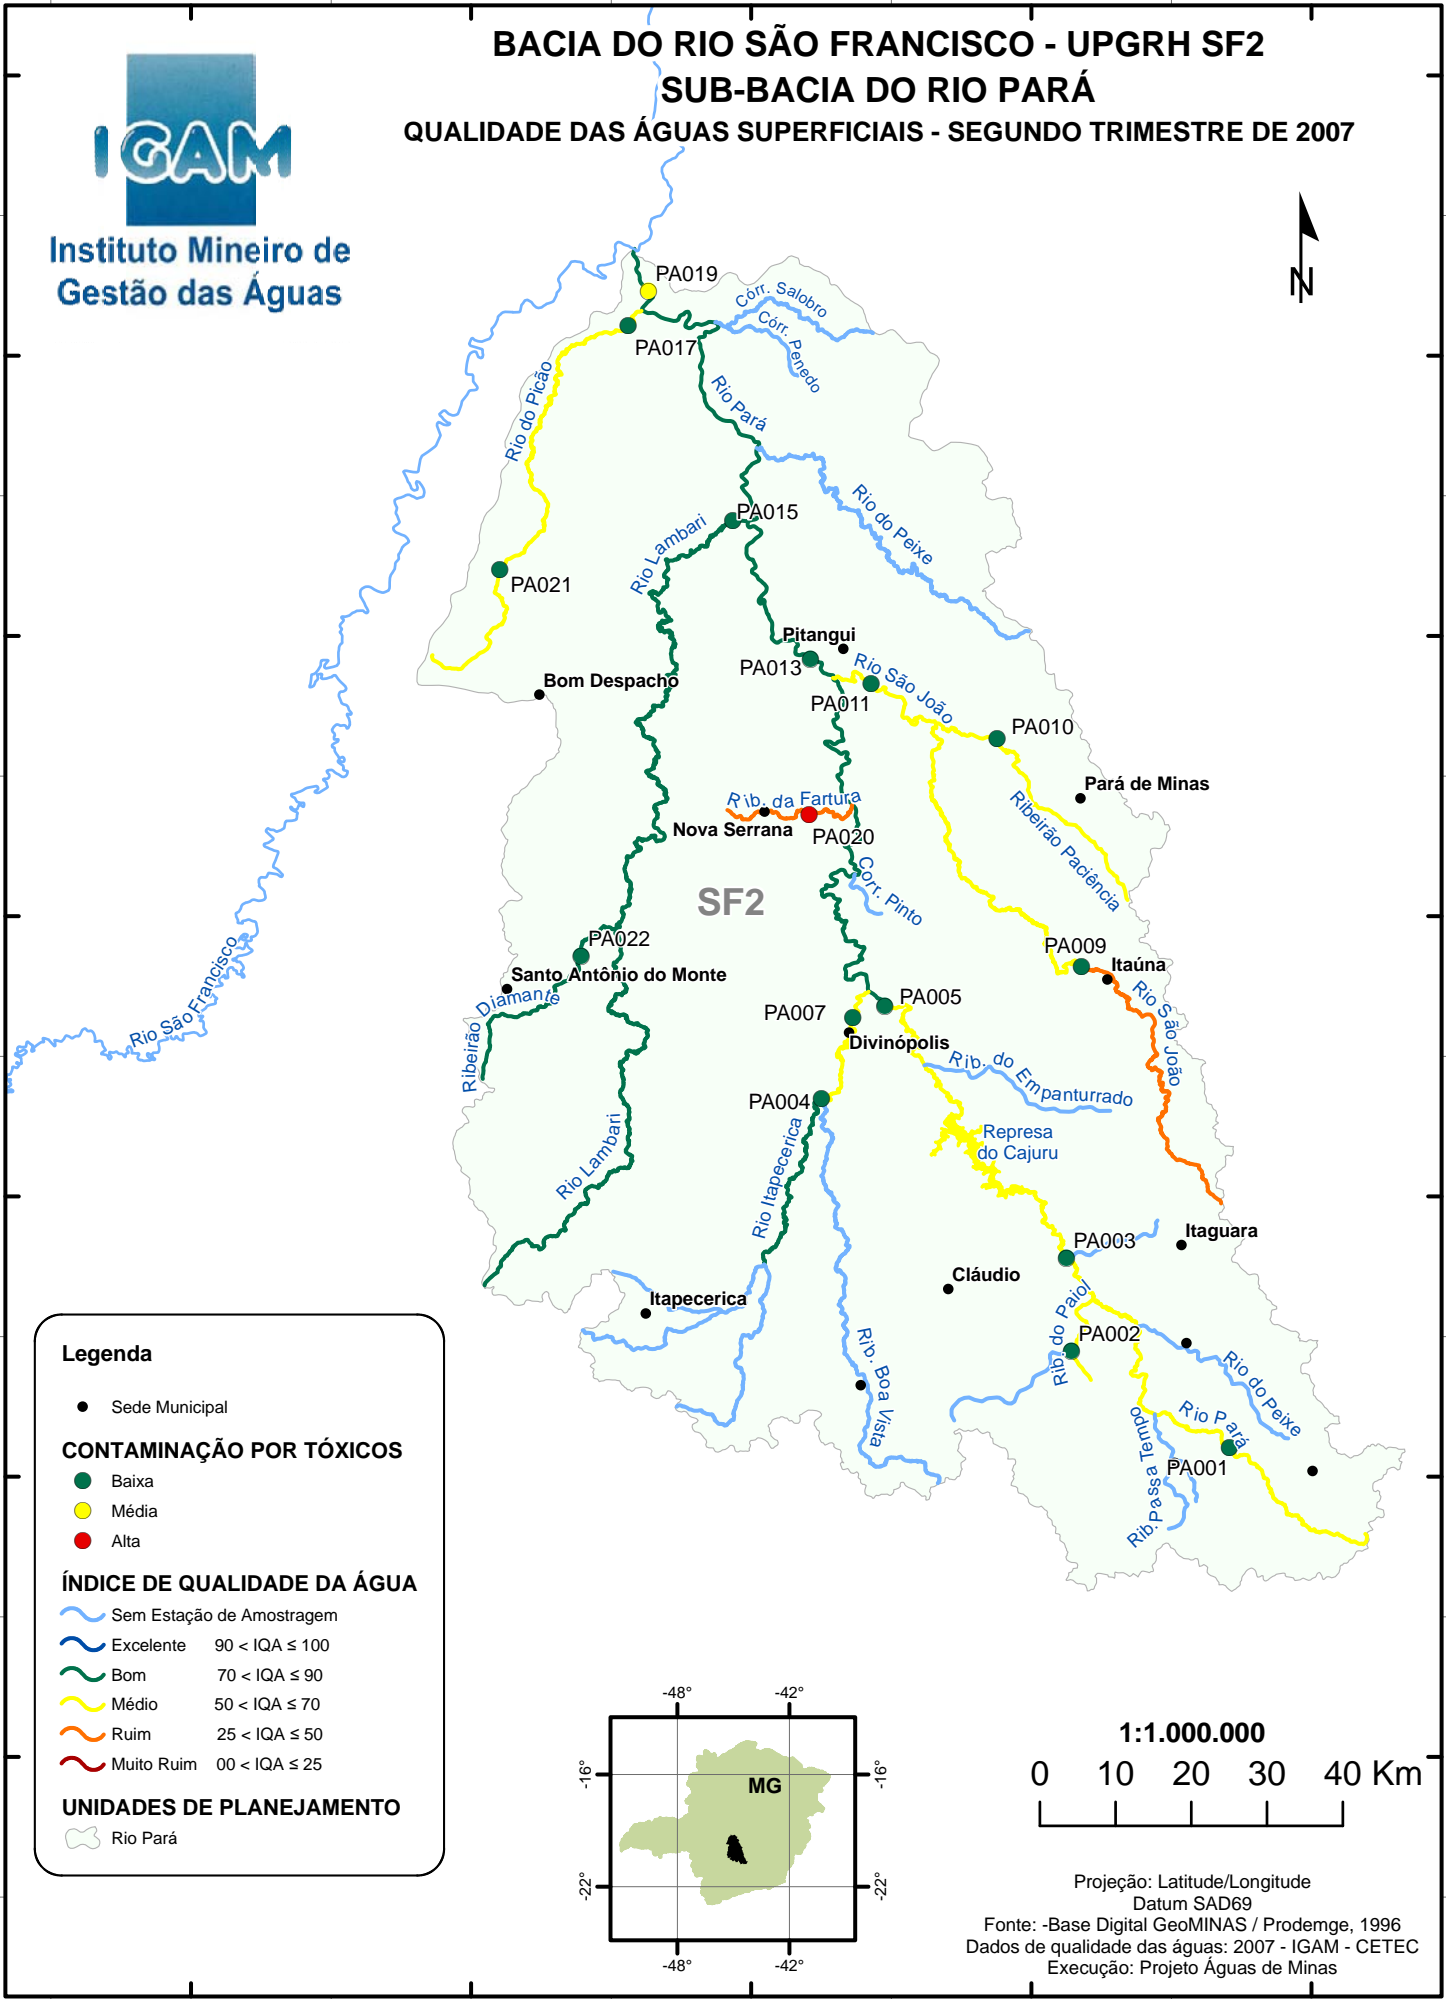 BACIA DO RIO SÃO FRANCISCO - UPGRH SF2
SUB-BACIA DO RIO PARÁ
QUALIDADE DAS ÁGUAS SUPERFICIAIS - SEGUNDO TRIMESTRE DE 2007
IGAM
Instituto Mineiro de
Gestão das Águas
N
PA019
Córr. Salobro
Córr. Penedo
PA017
Rio do Picão
Rio Pará
PA015
Rio Lambari
Rio do Peixe
PA021
Pitangui
PA013
Rio São João
Bom Despacho
PA011
PA010
Pará de Minas
Rib. da Fartura
Nova Serrana
PA020
Ribeirão Paciência
Corr. Pinto
SF2
PA022
PA009
Itaúna
Santo Antônio do Monte
Rio São Francisco
Ribeirão Diamante
PA007
PA005
Rio São João
Divinópolis
Rib. do Empanturrado
PA004
Represa
do Cajuru
Rio Lambari
Rio Itapecerica
PA003
Itaguara
Cláudio
Itapecerica
Rib. do Paiol
PA002
Rib. Boa Vista
Rio do Peixe
Rio Pará
Rib. Passa Tempo
PA001
Legenda
Sede Municipal
CONTAMINAÇÃO POR TÓXICOS
Baixa
Média
Alta
ÍNDICE DE QUALIDADE DA ÁGUA
Sem Estação de Amostragem
Excelente 90 < IQA ≤ 100
Bom 70 < IQA ≤ 90
Médio 50 < IQA ≤ 70
Ruim 25 < IQA ≤ 50
Muito Ruim 00 < IQA ≤ 25
UNIDADES DE PLANEJAMENTO
Rio Pará
-48° -42°
-16° -16°
MG
-22° -22°
-48° -42°
1:1.000.000
0 10 20 30 40 Km
Projeção: Latitude/Longitude
Datum SAD69
Fonte: -Base Digital GeoMINAS / Prodemge, 1996
Dados de qualidade das águas: 2007 - IGAM - CETEC
Execução: Projeto Águas de Minas